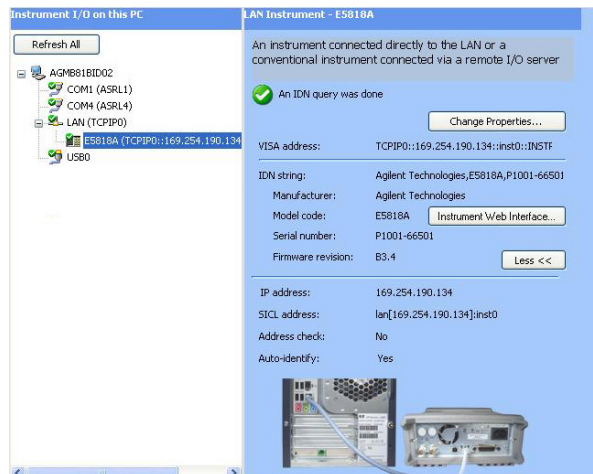 Instrument I/O on this PC
Refresh All
AGMB81BID02
COM1 (ASRL1)
COM4 (ASRL4)
LAN (TCPIP0)
E5818A (TCPIP0::169.254.190.134
USB0
LAN Instrument - E5818A
An instrument connected directly to the LAN or a
conventional instrument connected via a remote I/O server
An IDN query was done
Change Properties...
VISA address: TCPIP0::169.254.190.134::inst0::INSTR
IDN string: Agilent Technologies,E5818A,P1001-66501
Manufacturer: Agilent Technologies
Model code: E5818A Instrument Web Interface...
Serial number: P1001-66501
Firmware revision: B3.4 Less <<
IP address: 169.254.190.134
SICL address: lan[169.254.190.134]:inst0
Address check: No
Auto-identify: Yes